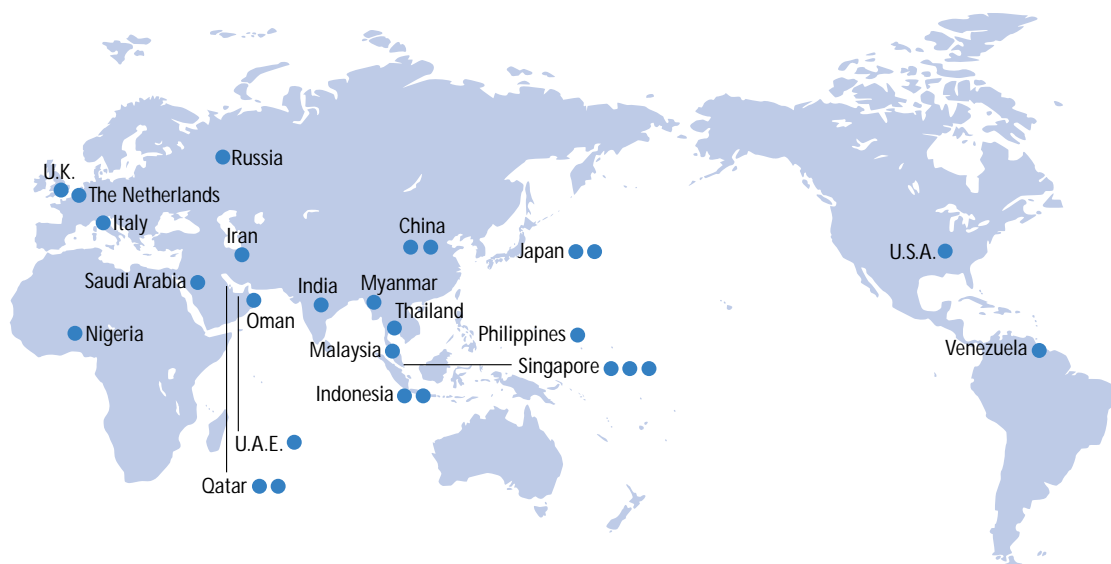 Russia
U.K.
The Netherlands
Italy
China
Iran
Japan
U.S.A.
Saudi Arabia
India
Myanmar
Oman
Thailand
Nigeria
Philippines
Malaysia
Venezuela
Singapore
Indonesia
U.A.E.
Qatar